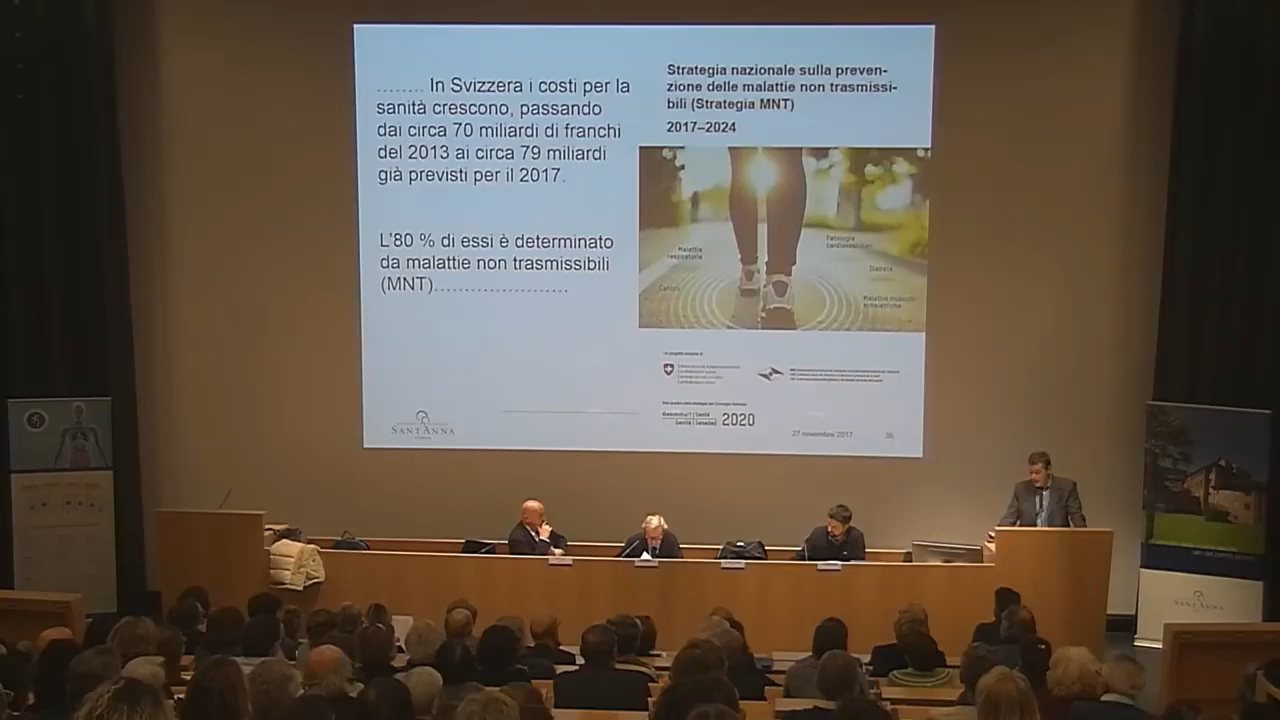 ........ In Svizzera i costi per la
sanità crescono, passando
dai circa 70 miliardi di franchi
del 2013 ai circa 79 miliardi
già previsti per il 2017.
L'80 % di essi è determinato
da malattie non trasmissibili
(MNT)......................
Strategia nazionale sulla preven-
zione delle malattie non trasmissi-
bili (Strategia MNT)
2017–2024
Malattie
respiratorie
Patologie
cardiovascolari
Diabete
Cancro
Malattie muscolo
scheletriche
SANT'ANNA
2020
27 novembre 2017
SANT'ANNA